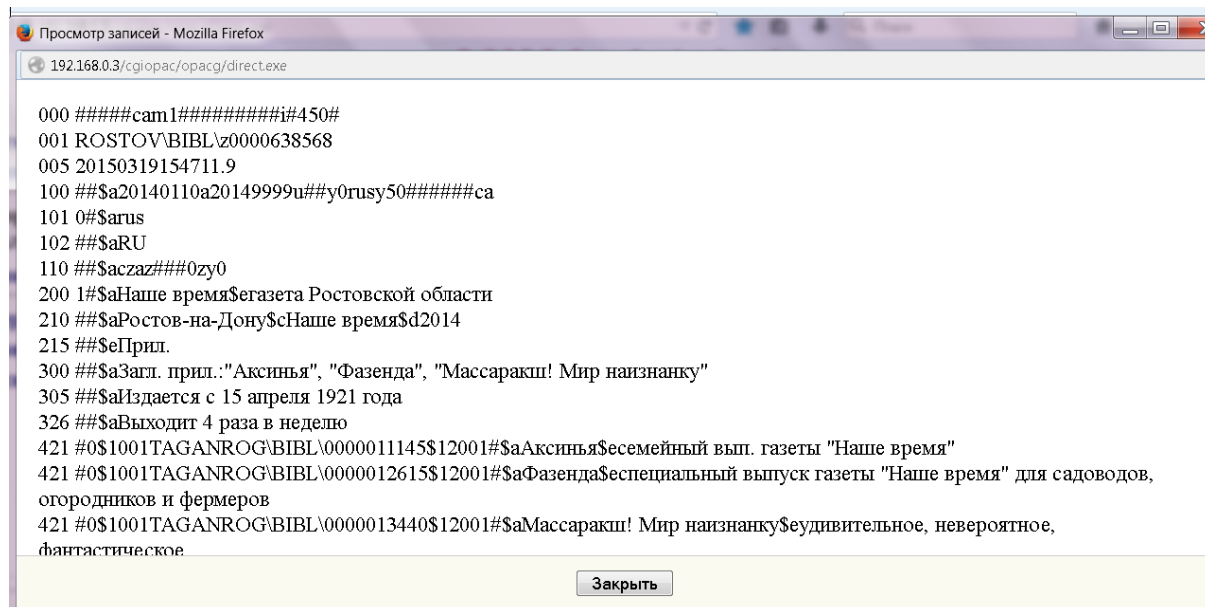 Просмотр записей - Mozilla Firefox
192.168.0.3/cgiopac/opacg/direct.exe
000 #####cam1#########i#450#
001 ROSTOV\BIBL\z0000638568
005 20150319154711.9
100 ##$a20140110a20149999u##y0rusy50######ca
101 0#$arus
102 ##$aRU
110 ##$aczaz###0zy0
200 1#$aНаше время$eгазета Ростовской области
210 ##$aРостов-на-Дону$cНаше время$d2014
215 ##$eПрил.
300 ##$aЗагл. прил.:"Аксинья", "Фазенда", "Массаракш! Мир наизнанку"
305 ##$aИздается с 15 апреля 1921 года
326 ##$aВыходит 4 раза в неделю
421 #0$1001TAGANROG\BIBL\0000011145$12001#$aАксинья$eсемейный вып. газеты "Наше время"
421 #0$1001TAGANROG\BIBL\0000012615$12001#$aФазенда$eспециальный выпуск газеты "Наше время" для садоводов,
огородников и фермеров
421 #0$1001TAGANROG\BIBL\0000013440$12001#$aМассаракш! Мир наизнанку$eудивительное, невероятное,
фантастическое
Закрыть